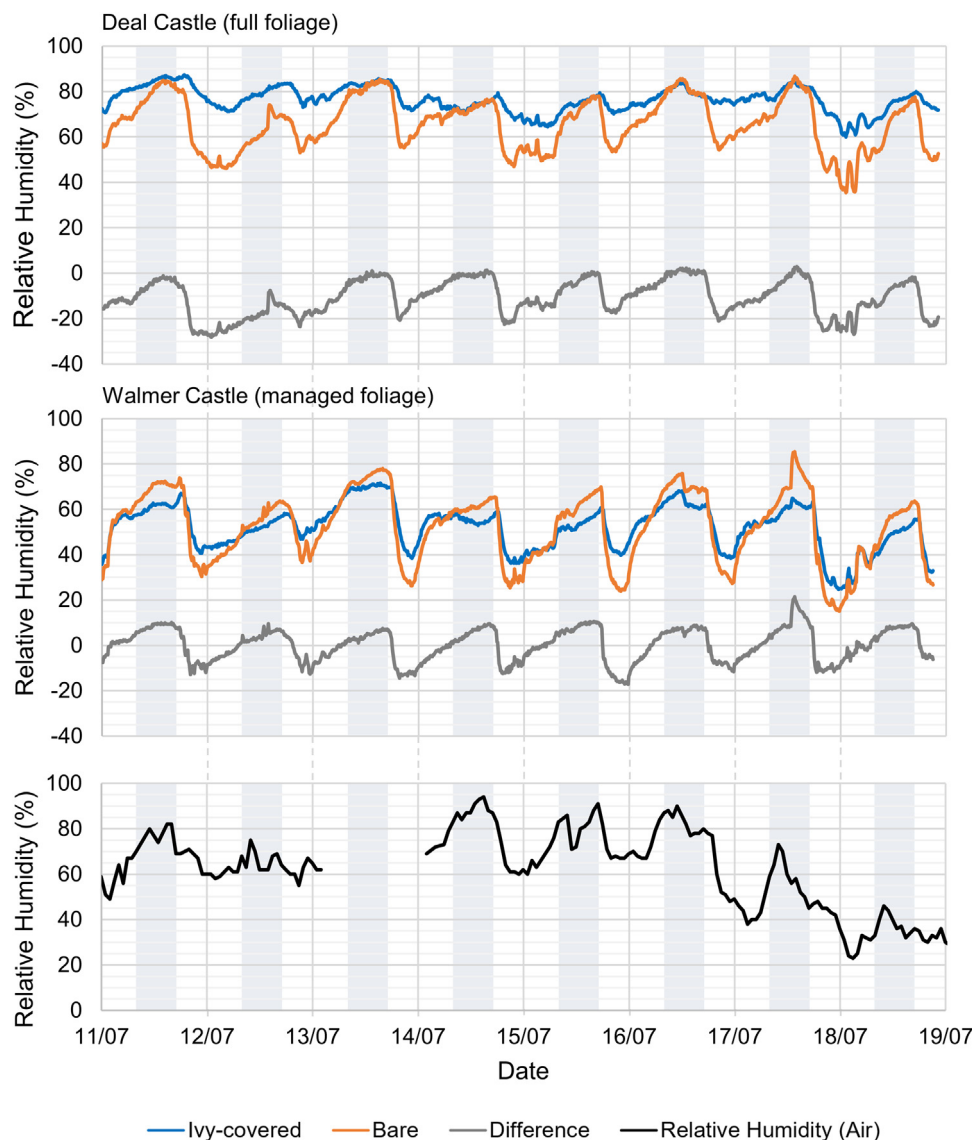 Deal Castle (full foliage)
Relative Humidity (%)
100
80
60
40
20
0
-20
-40
Walmer Castle (managed foliage)
Relative Humidity (%)
100
80
60
40
20
0
-20
-40
Relative Humidity (%)
100
80
60
40
20
0
11/07 12/07 13/07 14/07 15/07 16/07 17/07 18/07 19/07
Date
Ivy-covered Bare Difference Relative Humidity (Air)